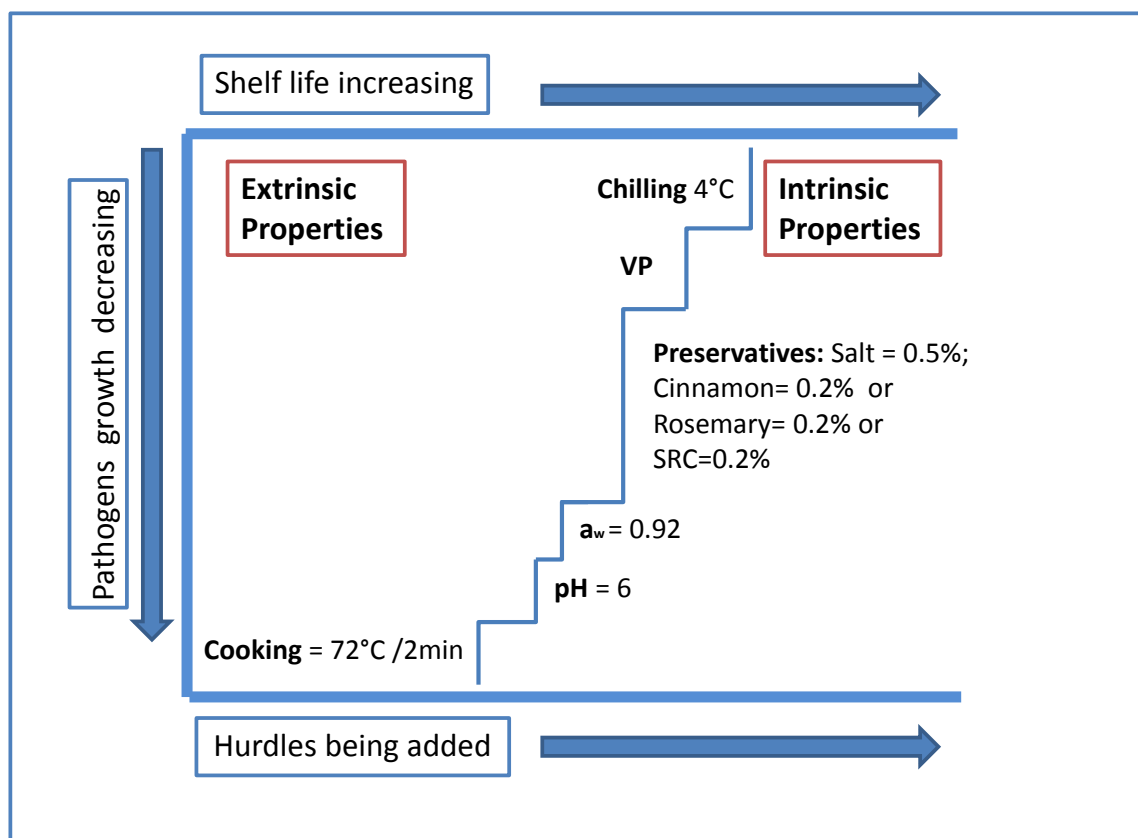 Shelf life increasing
Pathogens growth decreasing
Extrinsic
Properties
Chilling 4°C
Intrinsic
Properties
VP
Preservatives: Salt = 0.5%;
Cinnamon= 0.2% or
Rosemary= 0.2% or
SRC=0.2%
aw = 0.92
pH = 6
Cooking = 72°C /2min
Hurdles being added